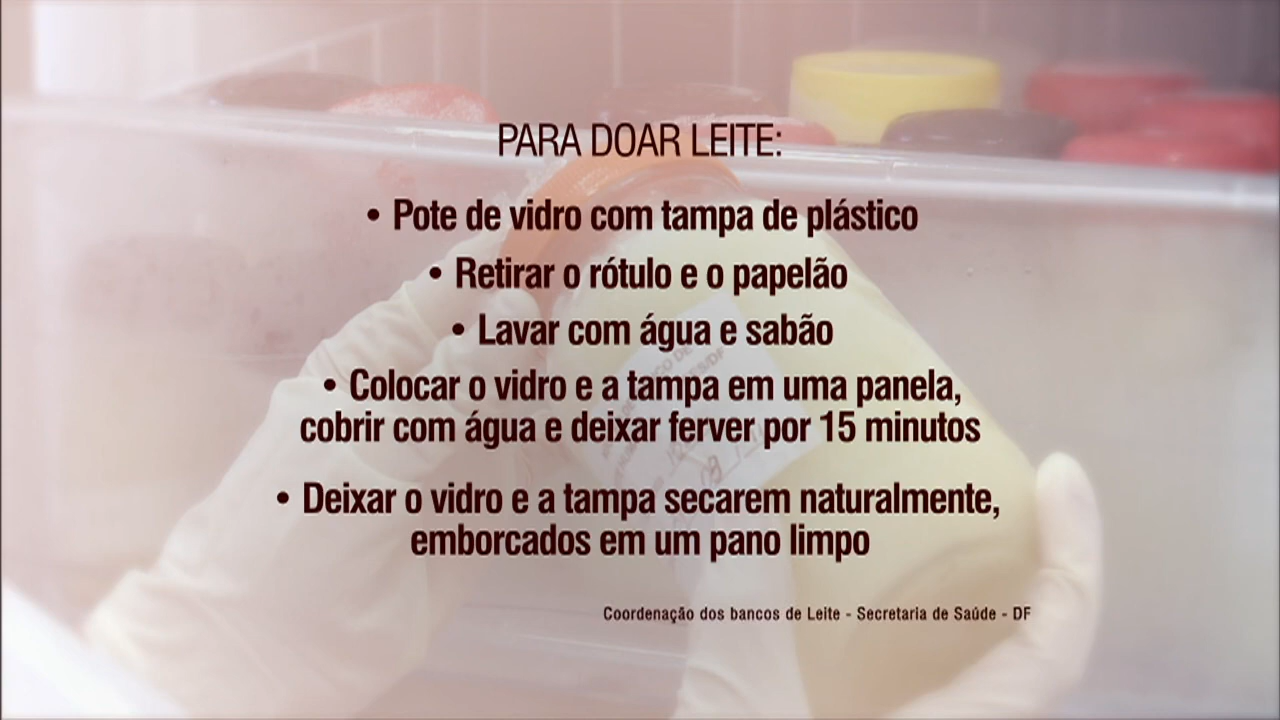 PARA DOAR LEITE:
• Pote de vidro com tampa de plástico
• Retirar o rótulo e o papelão
• Lavar com água e sabão
• Colocar o vidro e a tampa em uma panela,
cobrir com água e deixar ferver por 15 minutos
• Deixar o vidro e a tampa secarem naturalmente,
emborcados em um pano limpo
Coordenação dos bancos de Leite - Secretaria de Saúde - DF